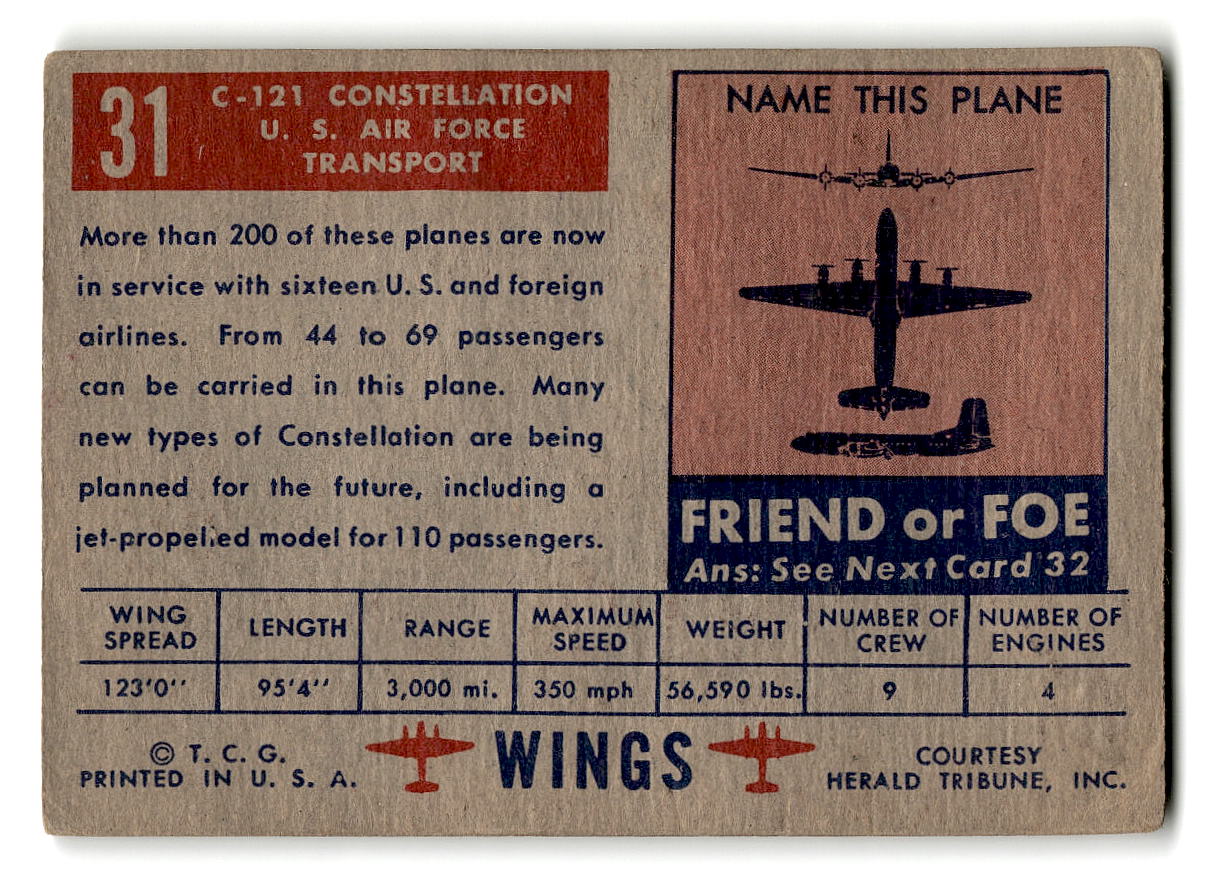 31
C-121 CONSTELLATION
U. S. AIR FORCE
TRANSPORT
More than 200 of these planes are now
in service with sixteen U. S. and foreign
airlines. From 44 to 69 passengers
can be carried in this plane. Many
new types of Constellation are being
planned for the future, including a
jet-propelled model for 110 passengers.
NAME THIS PLANE
FRIEND or FOE
Ans: See Next Card 32
WING SPREAD LENGTH RANGE MAXIMUM SPEED WEIGHT NUMBER OF CREW NUMBER OF ENGINES
123'0" 95'4" 3,000 mi. 350 mph 56,590 lbs. 9 4
© T. C. G.
PRINTED IN U. S. A.
WINGS
COURTESY
HERALD TRIBUNE, INC.